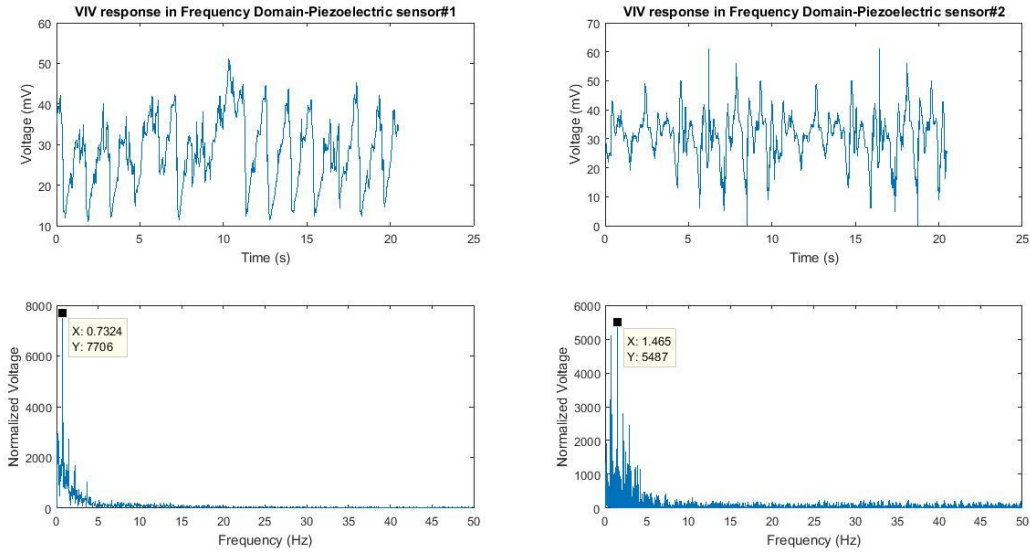 VIV response in Frequency Domain-Piezoelectric sensor#1
60
50
40
30
20
10
Voltage (mV)
0 5 10 15 20 25
Time (s)
VIV response in Frequency Domain-Piezoelectric sensor#2
70
60
50
40
30
20
10
0
Voltage (mV)
0 5 10 15 20 25
Time (s)
8000
6000
4000
2000
0
Normalized Voltage
X: 0.7324
Y: 7706
0 5 10 15 20 25 30 35 40 45 50
Frequency (Hz)
6000
5000
4000
3000
2000
1000
0
Normalized Voltage
X: 1.465
Y: 5487
0 5 10 15 20 25 30 35 40 45 50
Frequency (Hz)